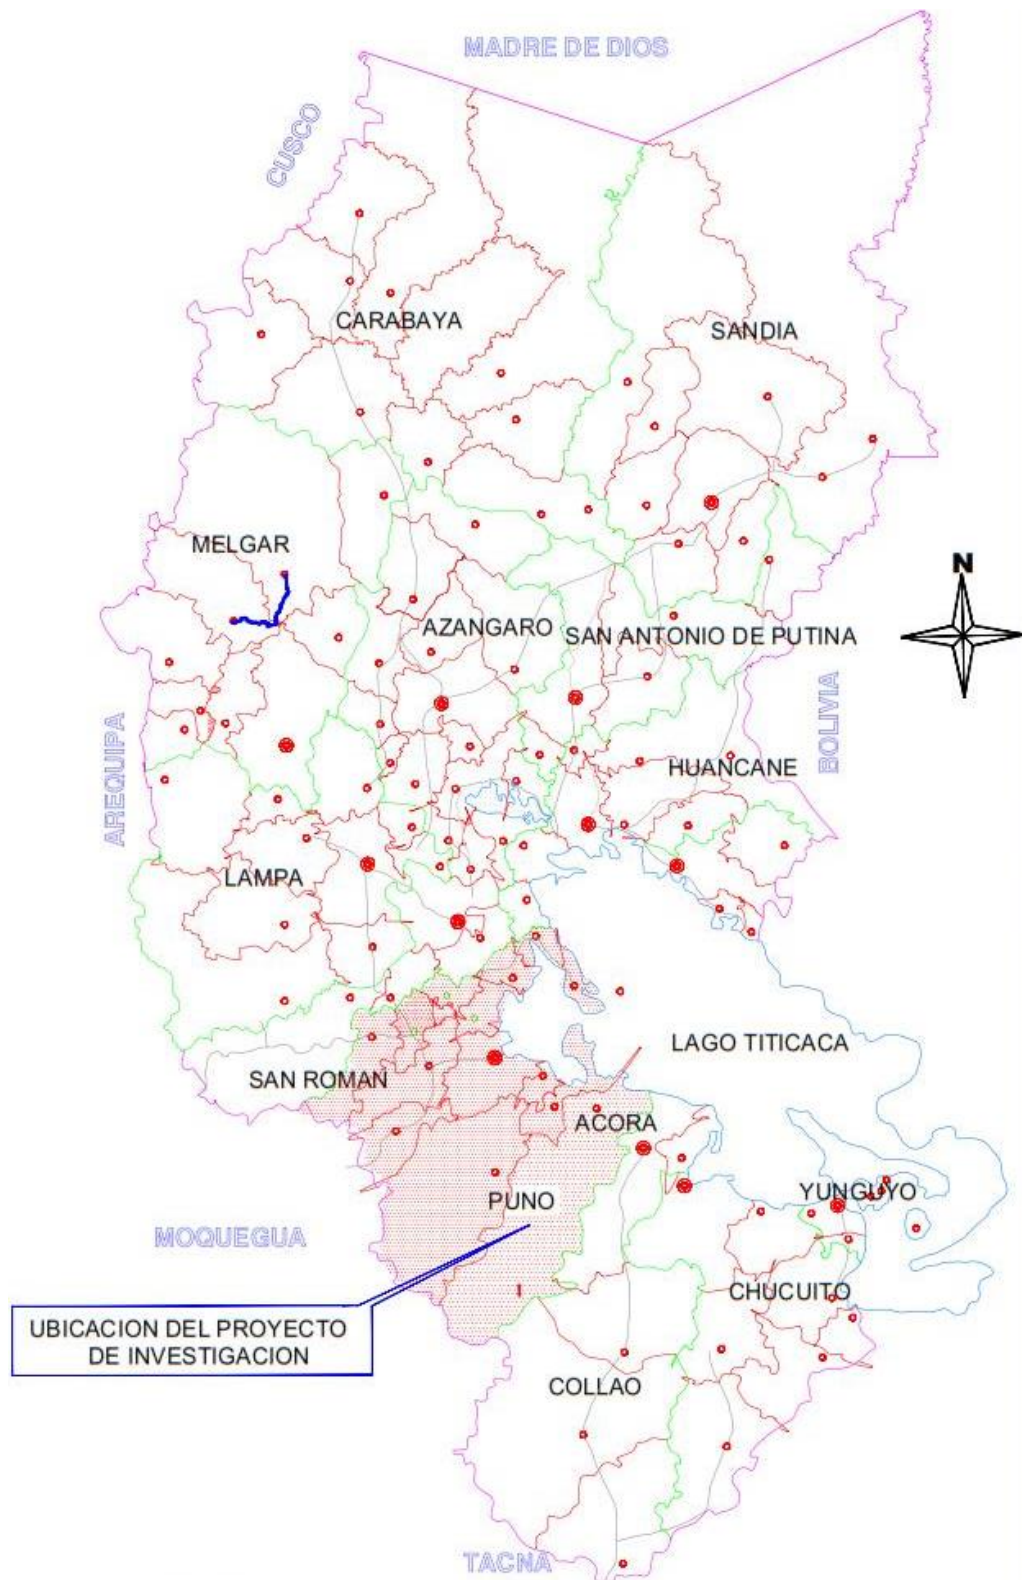 MADRE DE DIOS
CUSCO
CARABAYA
SANDIA
MELGAR
N
AZANGARO
SAN ANTONIO DE PUTINA
BOLIVIA
AREQUIPA
HUANCANE
LAMPA
LAGO TITICACA
SAN ROMAN
ACORA
YUNGUYO
PUNO
MOQUEGUA
CHUCUITO
UBICACION DEL PROYECTO
DE INVESTIGACION
COLLAO
TACNA